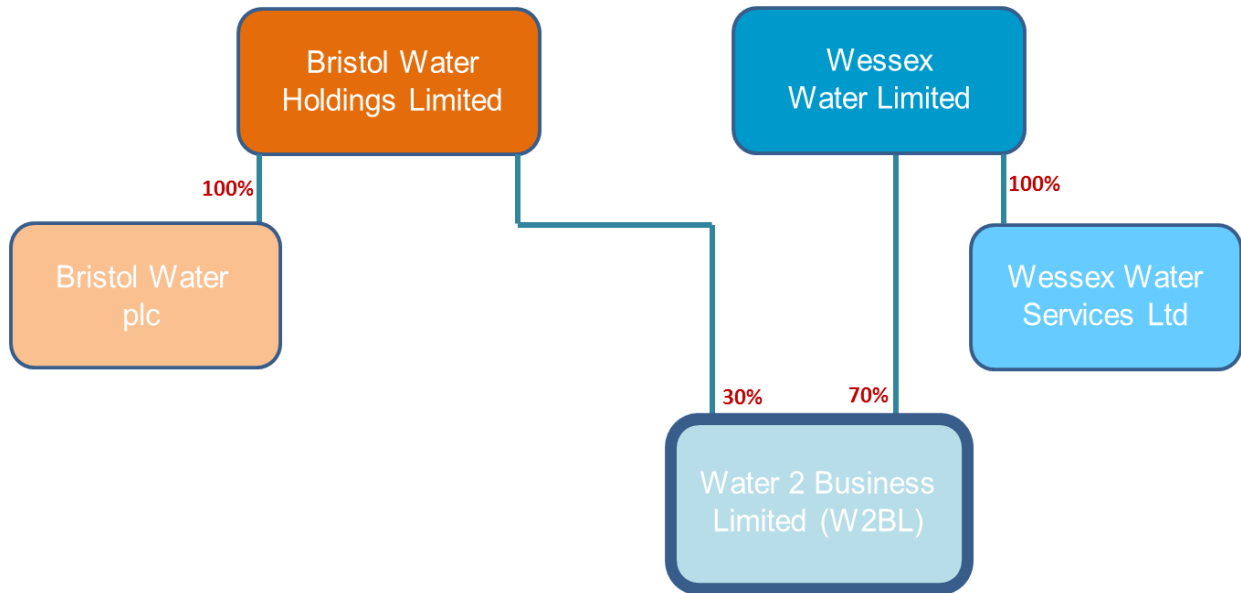 Bristol Water
Holdings Limited
Wessex
Water Limited
100%
100%
Bristol Water
plc
Wessex Water
Services Ltd
30%
70%
Water 2 Business
Limited (W2BL)